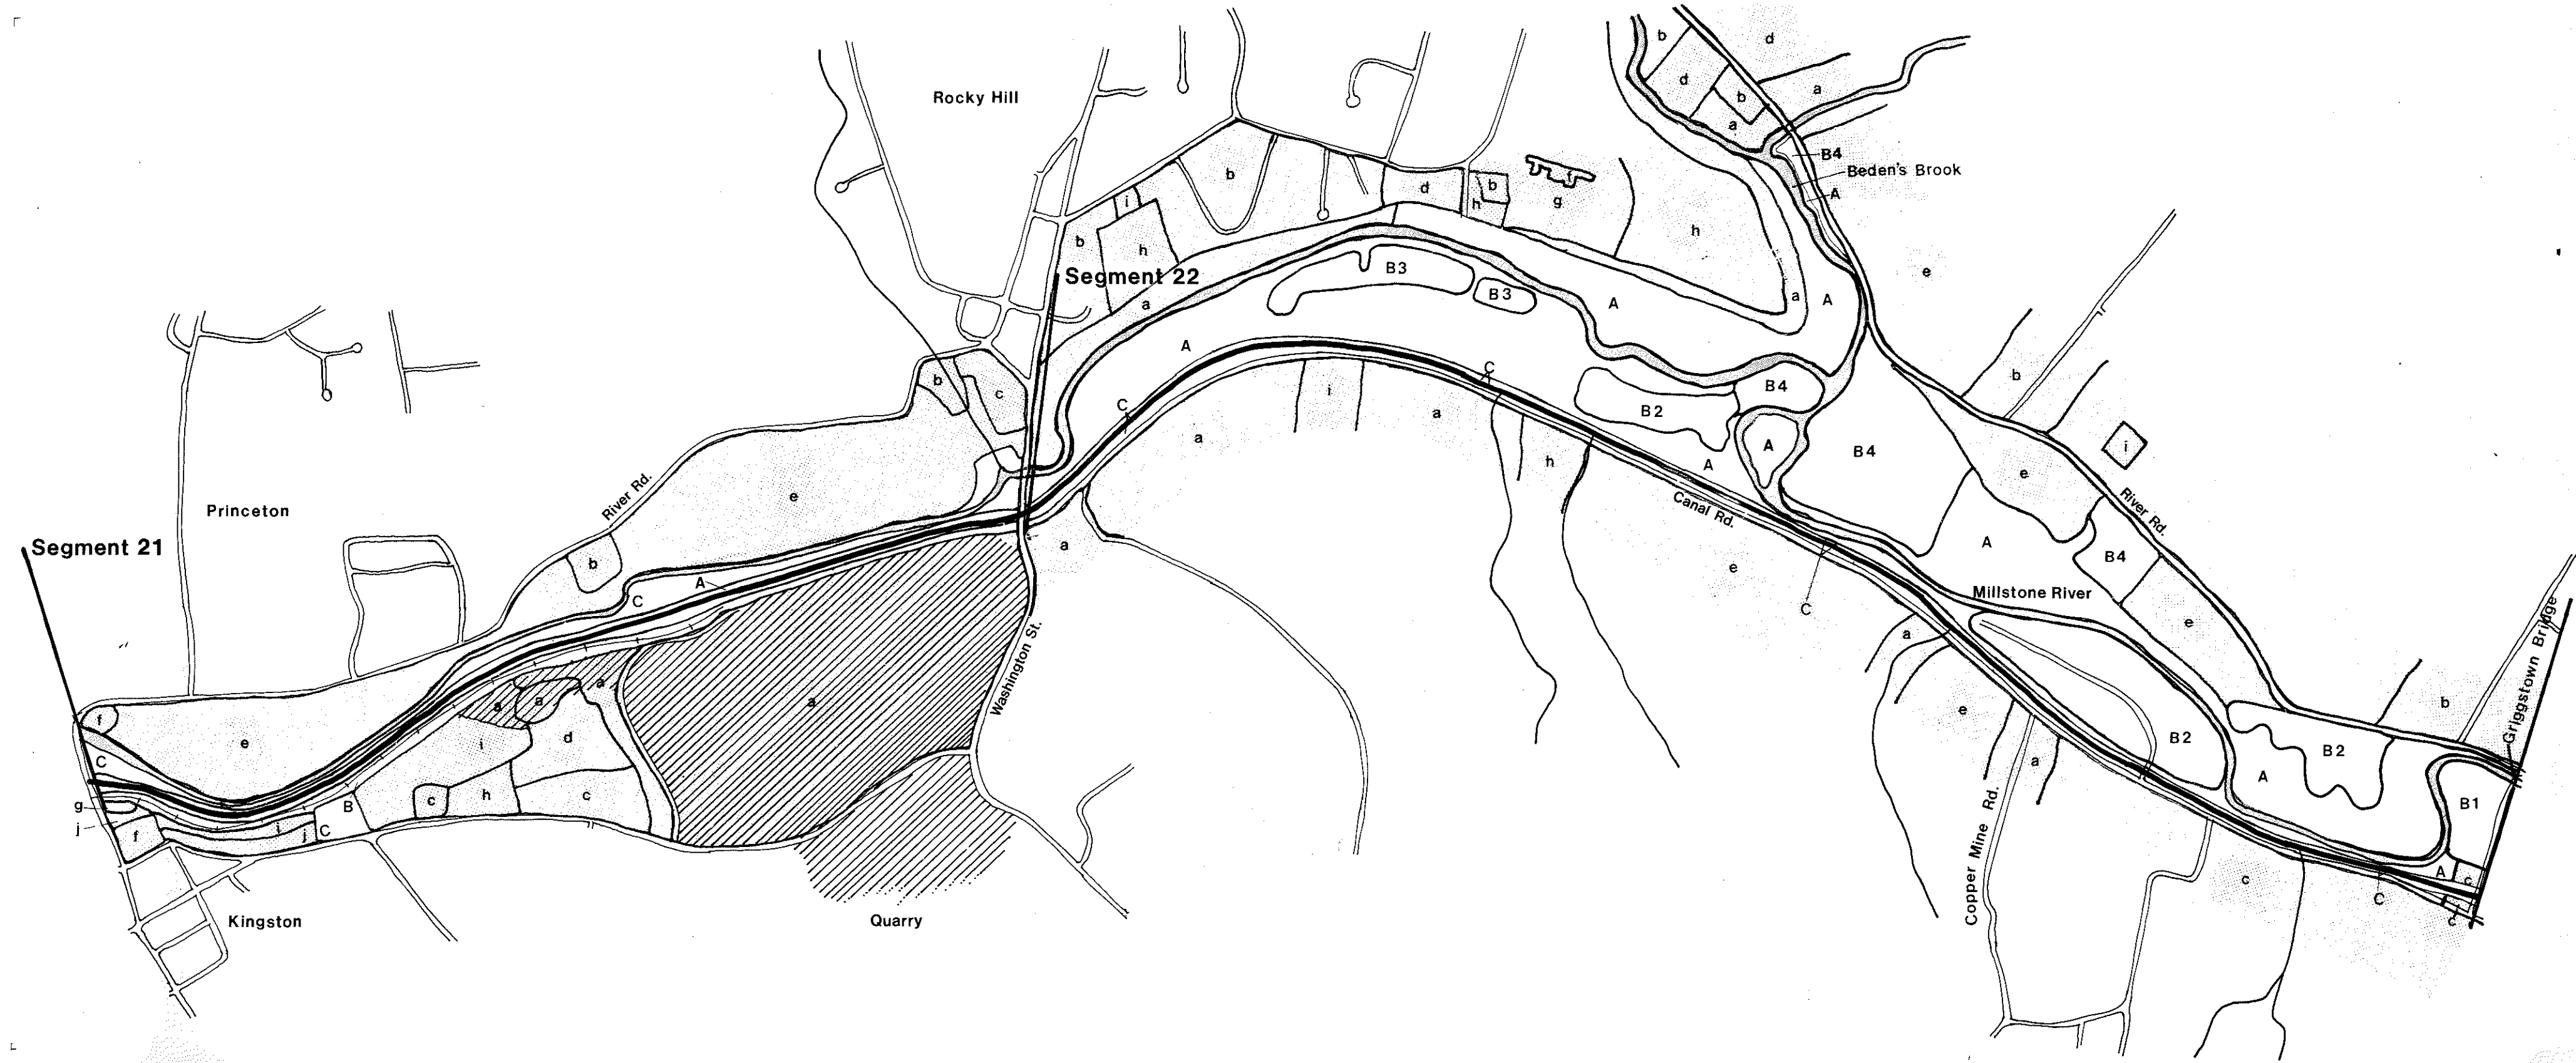 b
d
Rocky Hill
d
b
a
a
B4
Beden's Brook
A
b
d
b
h
f
g
i
b
h
h
e
Segment 22
a
B3
B3
A
a
A
A
b
c
C
i
a
a
C
b
B2
B4
A
B4
A
h
i
e
e
River Rd.
Princeton
River Rd.
Canal Rd.
Segment 21
a
A
B4
b
e
C
Millstone River
A
C
e
a
Washington St.
Griggstown Bridge
a
a
a
a
e
b
f
e
i
d
B2
B2
A
C
a
g
B
c
h
c
B1
j
f
i
j
C
Copper Mine Rd.
A
c
c
C
c
Kingston
Quarry